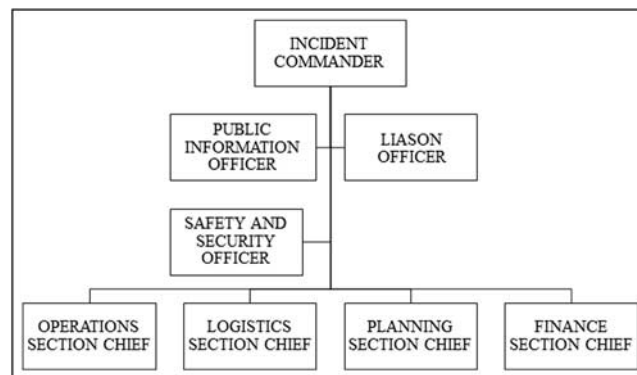 INCIDENT
COMMANDER
PUBLIC
INFORMATION
OFFICER
LIASON
OFFICER
SAFETY AND
SECURITY
OFFICER
OPERATIONS
SECTION CHIEF
LOGISTICS
SECTION CHIEF
PLANNING
SECTION CHIEF
FINANCE
SECTION CHIEF